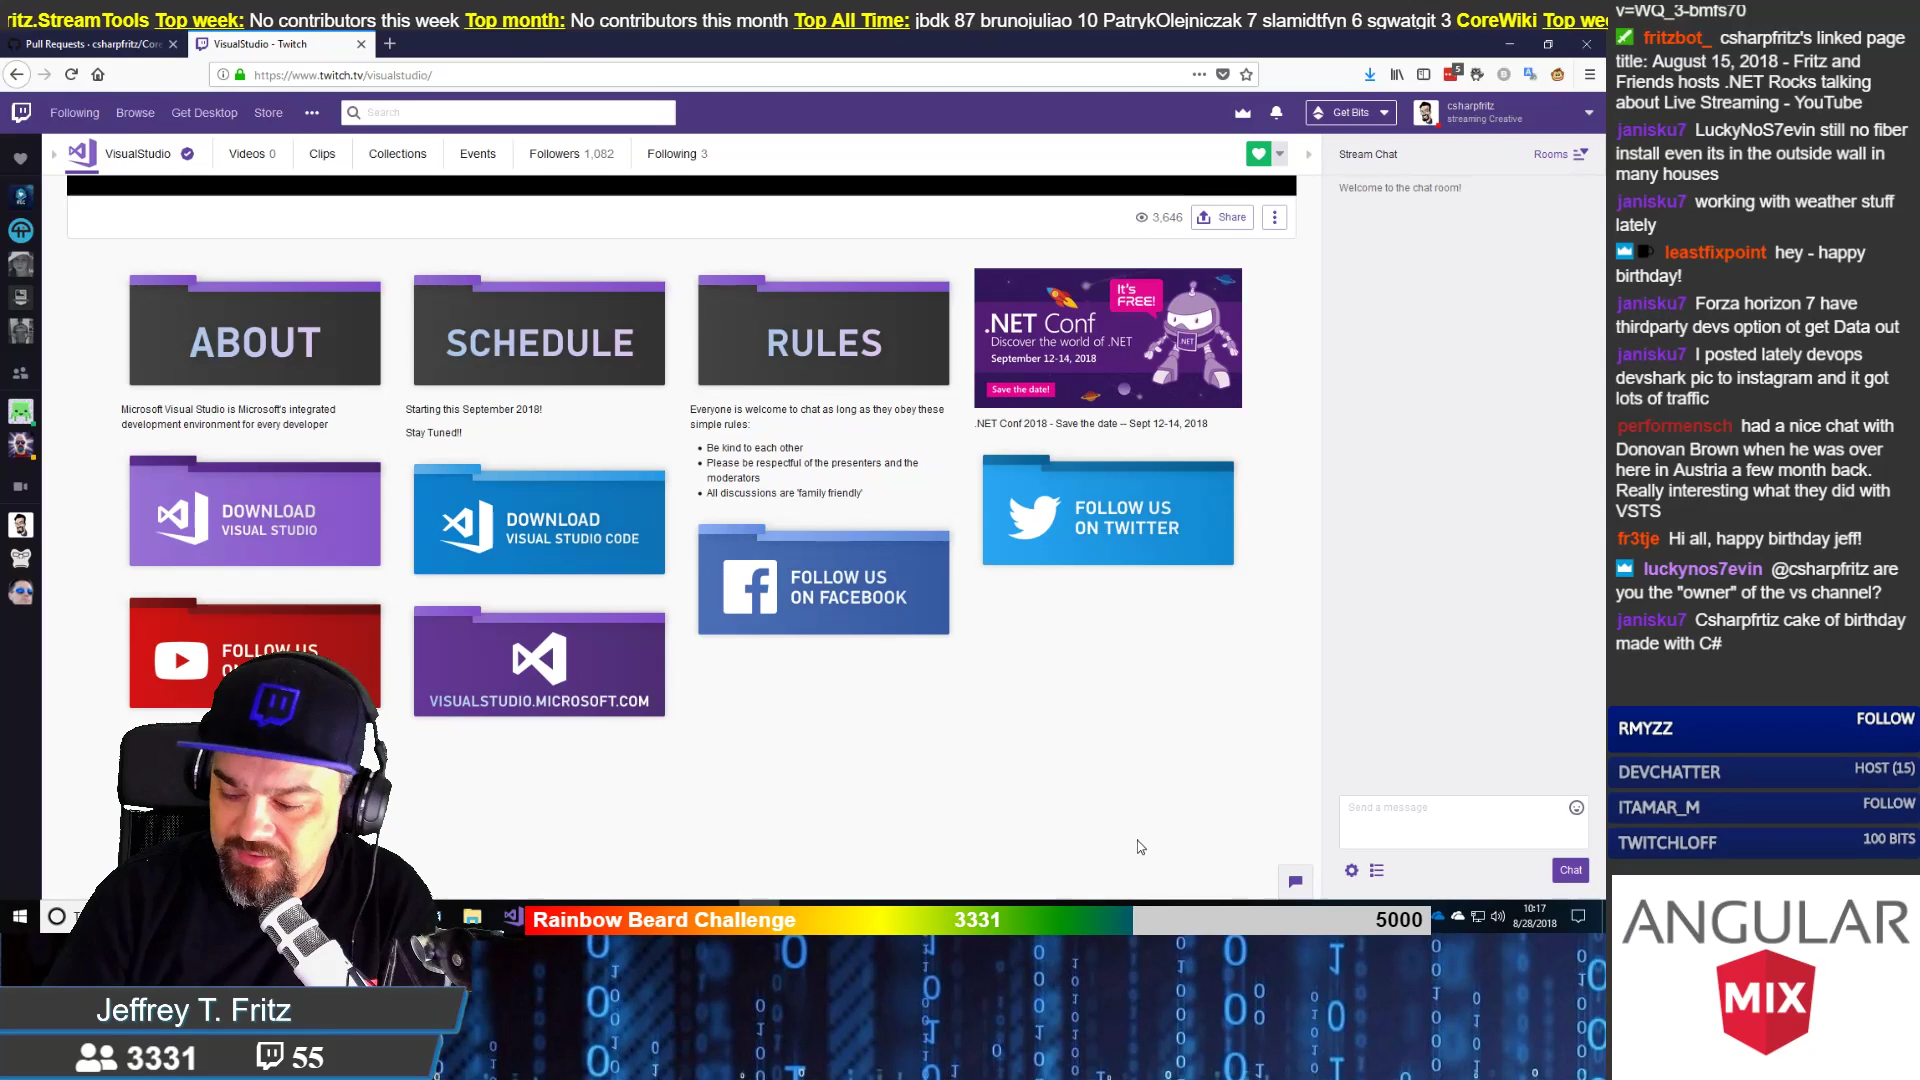 ritz.StreamTools Top week: No contributors this week Top month: No contributors this month Top All Time: jbdk 87 brunojuliao 10 PatrykOlejniczak 7 slamidtfyn 6 sqwatgit 3 CoreWiki Top we
Pull Requests · csharpfritz/Core
VisualStudio - Twitch
https://www.twitch.tv/visualstudio/
5
Following
Browse
Get Desktop
Store
Search
Get Bits
csharpfritz
streaming Creative
VisualStudio
Videos 0
Clips
Collections
Events
Followers 1,082
Following 3
Stream Chat
Rooms
Welcome to the chat room!
3,646
Share
ABOUT
SCHEDULE
RULES
It's
FREE!
.NET Conf
Discover the world of .NET
September 12-14, 2018
Save the date!
.NET
Microsoft Visual Studio is Microsoft's integrated
development environment for every developer
Starting this September 2018!
Stay Tuned!!
Everyone is welcome to chat as long as they obey these
simple rules:
• Be kind to each other
• Please be respectful of the presenters and the
moderators
• All discussions are 'family friendly'
.NET Conf 2018 - Save the date -- Sept 12-14, 2018
DOWNLOAD
VISUAL STUDIO
DOWNLOAD
VISUAL STUDIO CODE
FOLLOW US
ON FACEBOOK
FOLLOW US
ON TWITTER
FOLLOW US
VISUALSTUDIO.MICROSOFT.COM
Send a message
Chat
10:17
8/28/2018
Rainbow Beard Challenge
3331
5000
Jeffrey T. Fritz
3331
55
v=WQ_3-bmfs70
fritzbot_ csharpfritz's linked page
title: August 15, 2018 - Fritz and
Friends hosts .NET Rocks talking
about Live Streaming - YouTube
janisku7 LuckyNoS7evin still no fiber
install even its in the outside wall in
many houses
janisku7 working with weather stuff
lately
leastfixpoint hey - happy
birthday!
janisku7 Forza horizon 7 have
thirdparty devs option ot get Data out
janisku7 I posted lately devops
devshark pic to instagram and it got
lots of traffic
performensch had a nice chat with
Donovan Brown when he was over
here in Austria a few month back.
Really interesting what they did with
VSTS
fr3tje Hi all, happy birthday jeff!
luckynos7evin @csharpfritz are
you the "owner" of the vs channel?
janisku7 Csharpfrtiz cake of birthday
made with C#
RMYZZ FOLLOW
DEVCHATTER HOST (15)
ITAMAR_M FOLLOW
TWITCHLOFF 100 BITS
ANGULAR
MIX